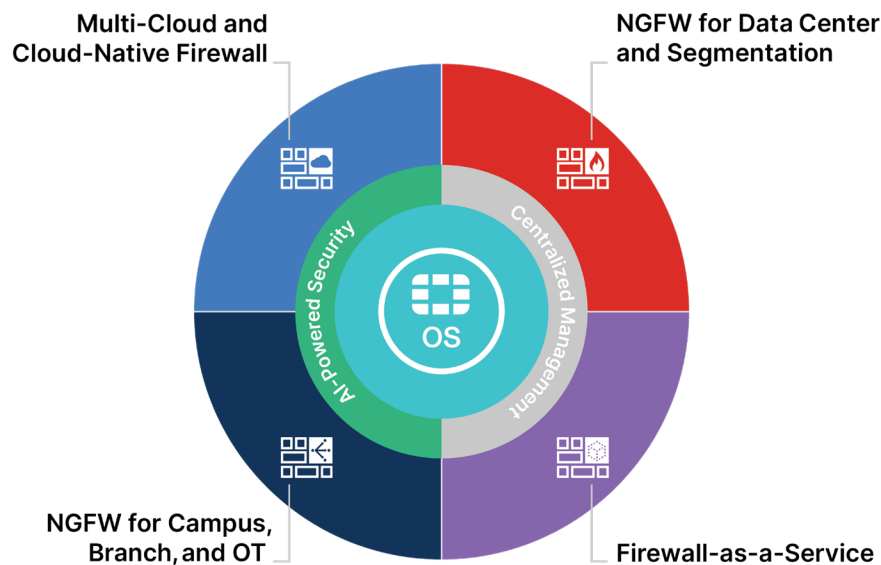 Multi-Cloud and
Cloud-Native Firewall
NGFW for Data Center
and Segmentation
AI-Powered Security
Centralized Management
OS
NGFW for Campus,
Branch, and OT
Firewall-as-a-Service